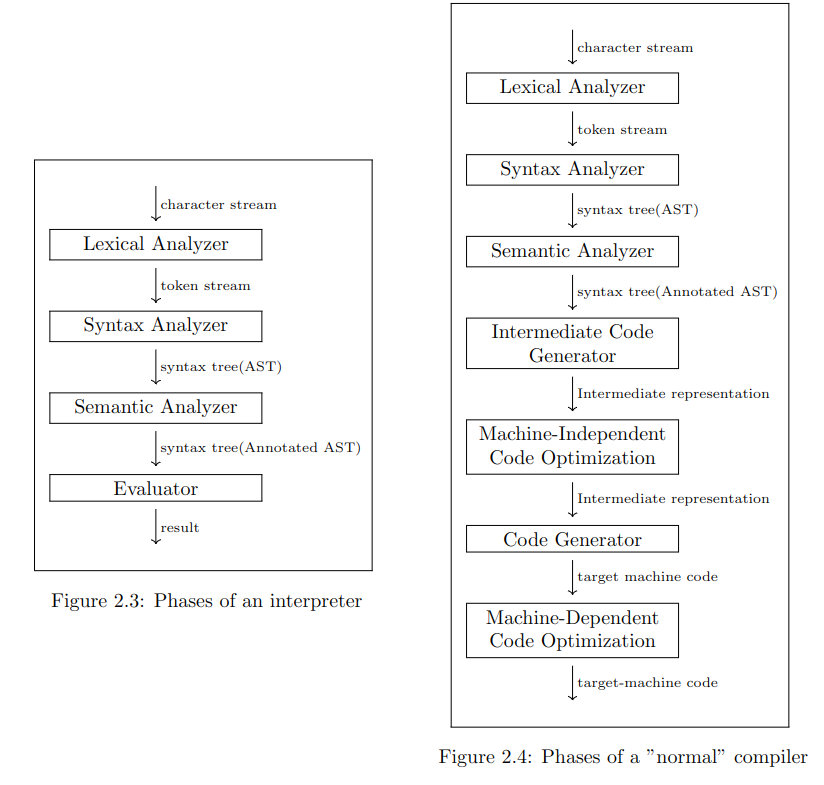 character stream
Lexical Analyzer
token stream
Syntax Analyzer
syntax tree(AST)
Semantic Analyzer
syntax tree(Annotated AST)
Evaluator
result
Figure 2.3: Phases of an interpreter
character stream
Lexical Analyzer
token stream
Syntax Analyzer
syntax tree(AST)
Semantic Analyzer
syntax tree(Annotated AST)
Intermediate Code
Generator
Intermediate representation
Machine-Independent
Code Optimization
Intermediate representation
Code Generator
target machine code
Machine-Dependent
Code Optimization
target-machine code
Figure 2.4: Phases of a ”normal” compiler